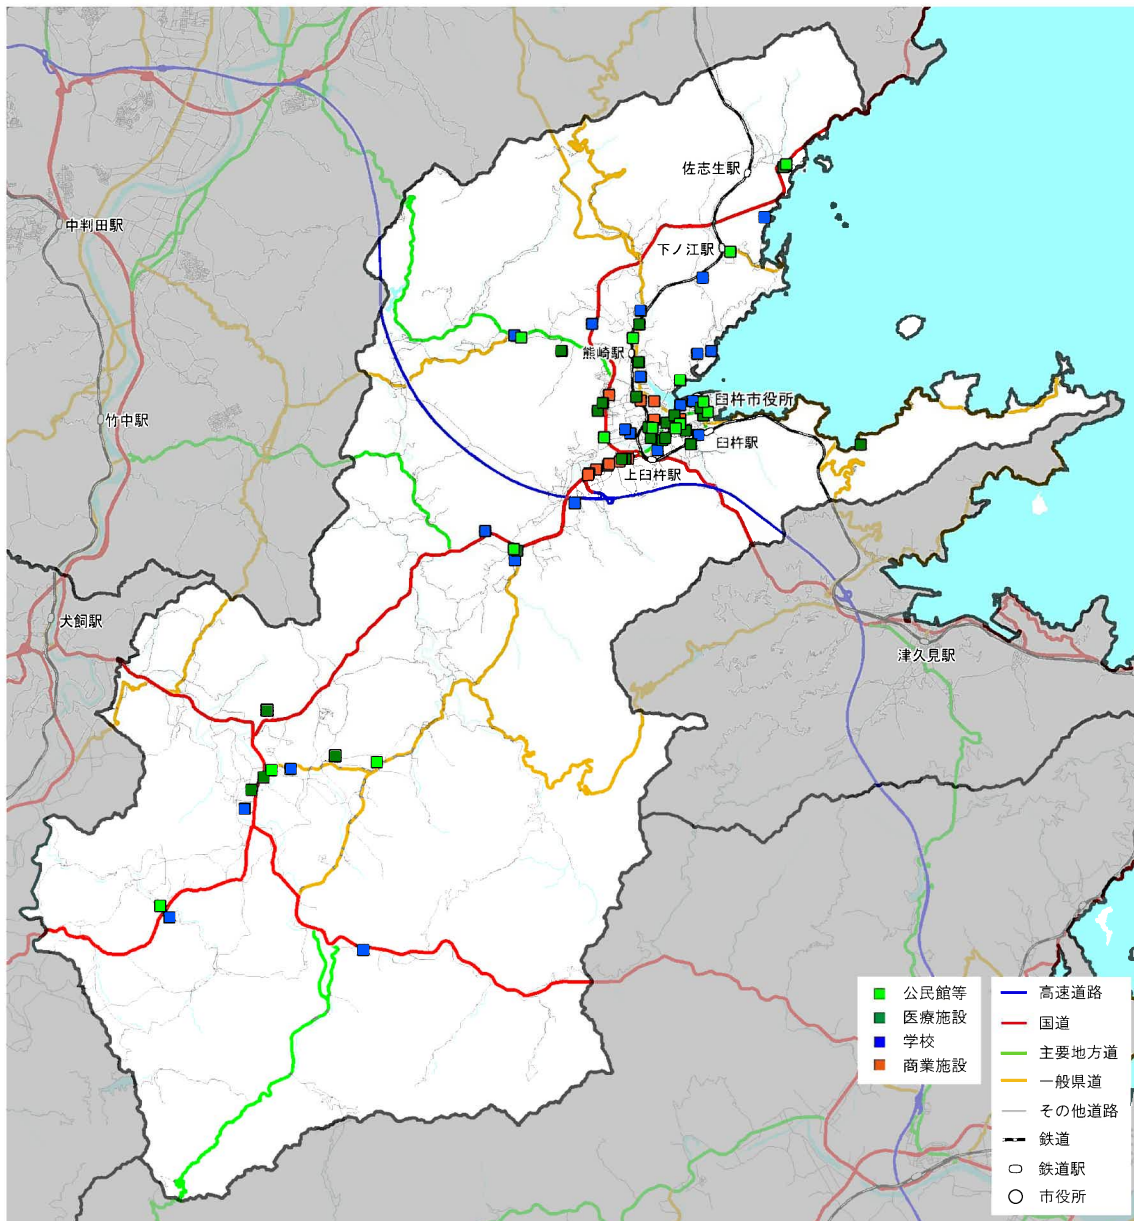 佐志生駅
中判田駅
下ノ江駅
熊崎駅
臼杵市役所
竹中駅
臼杵駅
上臼杵駅
犬飼駅
津久見駅
公民館等
医療施設
学校
商業施設
高速道路
国道
主要地方道
一般県道
その他道路
鉄道
鉄道駅
市役所